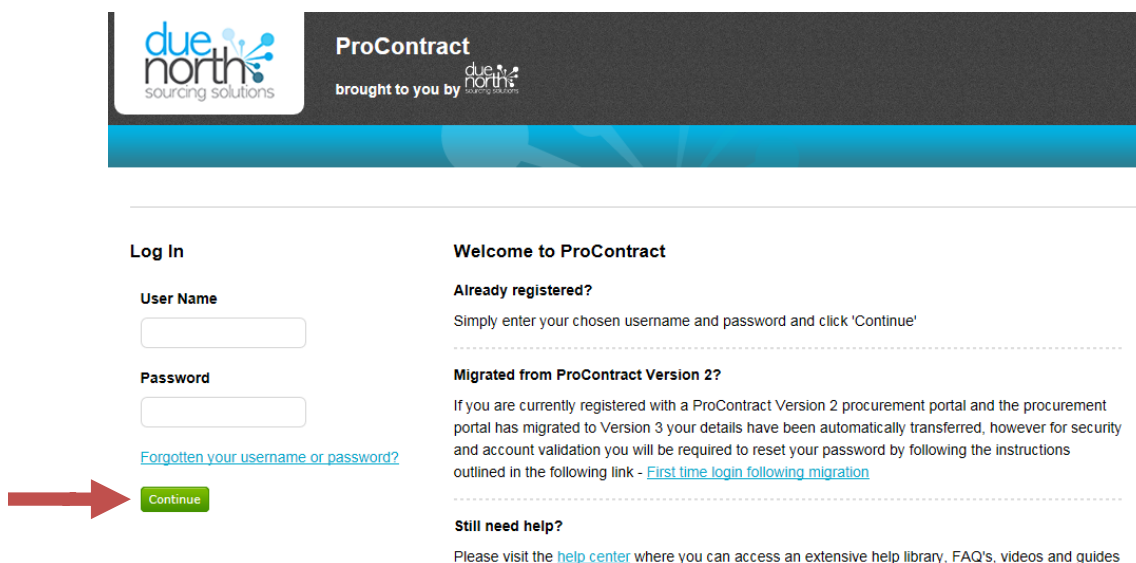 due
north
sourcing solutions
ProContract
brought to you by due north sourcing solutions
Log In
User Name
Password
Forgotten your username or password?
Continue
Welcome to ProContract
Already registered?
Simply enter your chosen username and password and click 'Continue'
Migrated from ProContract Version 2?
If you are currently registered with a ProContract Version 2 procurement portal and the procurement
portal has migrated to Version 3 your details have been automatically transferred, however for security
and account validation you will be required to reset your password by following the instructions
outlined in the following link - First time login following migration
Still need help?
Please visit the help center where you can access an extensive help library, FAQ's, videos and guides